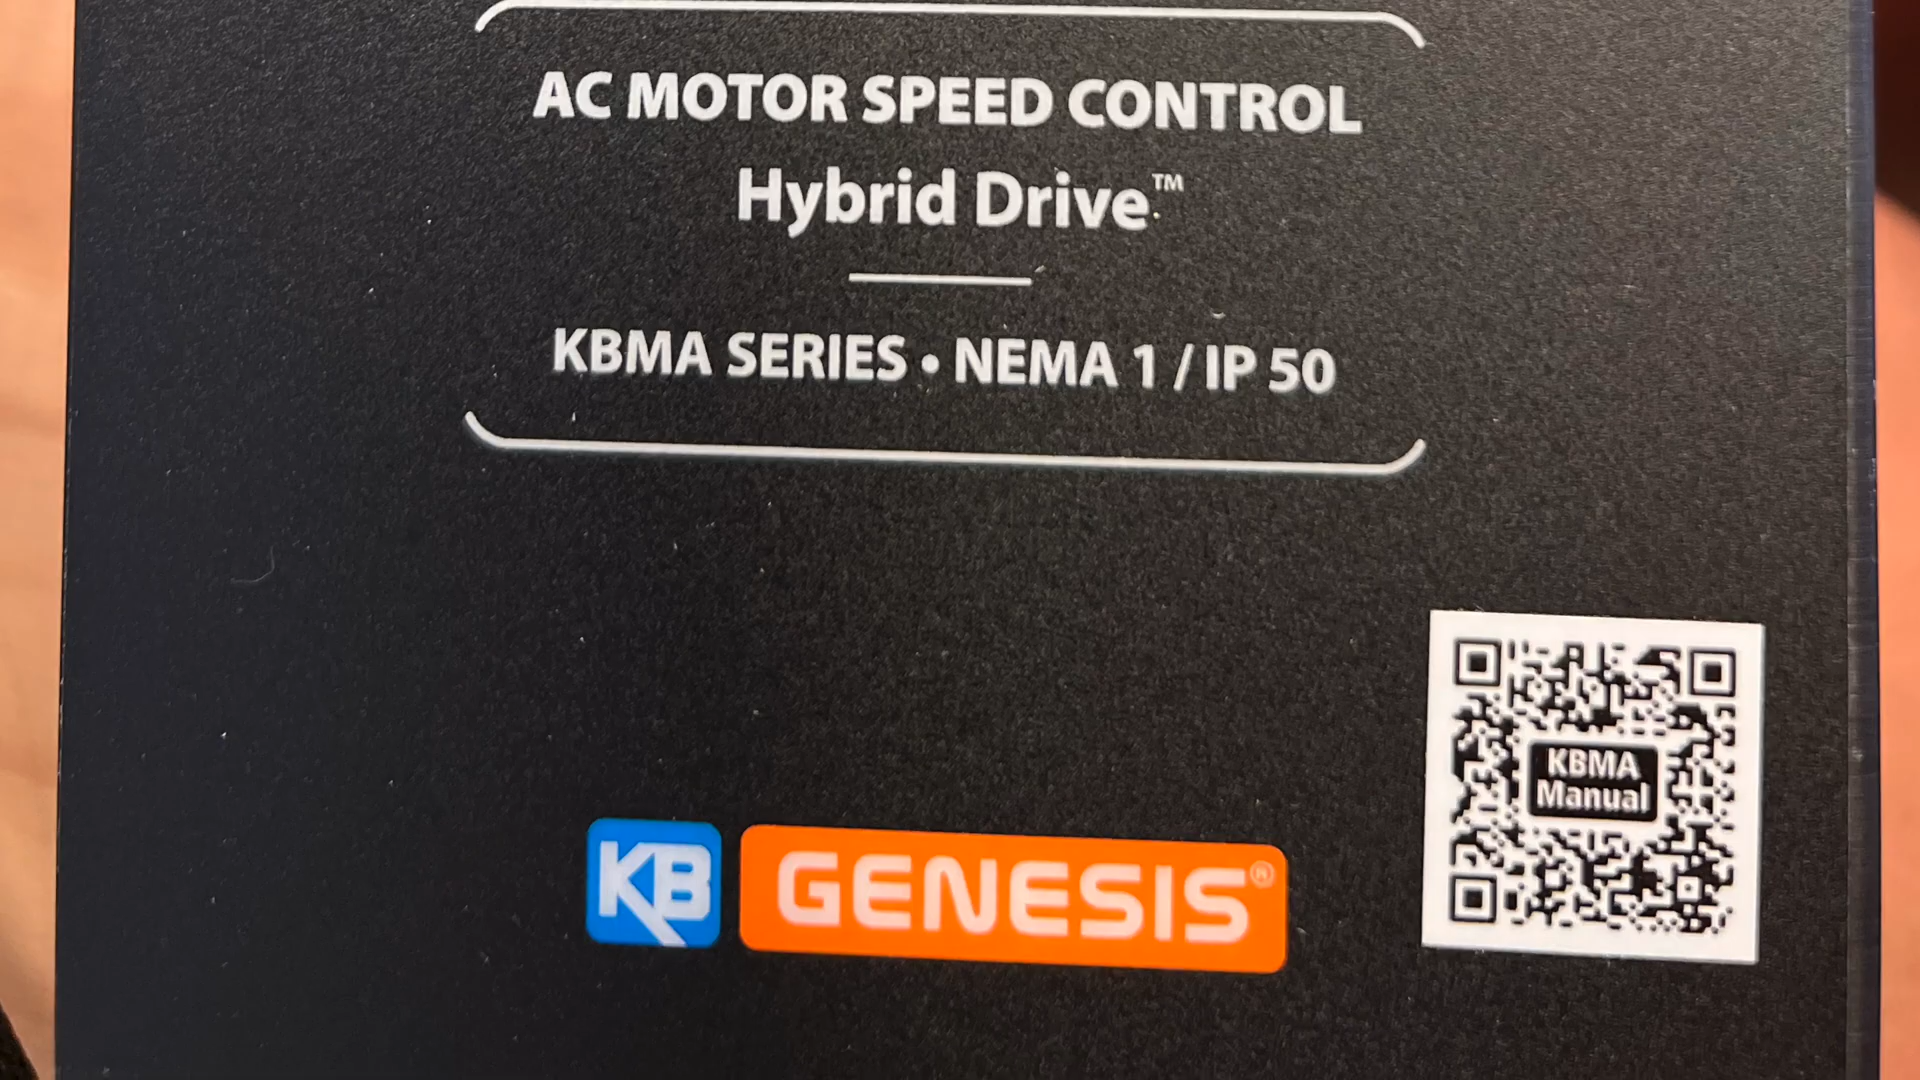 AC MOTOR SPEED CONTROL
Hybrid Drive™
KBMA SERIES • NEMA 1 / IP 50
KBMA
Manual
KB GENESIS®